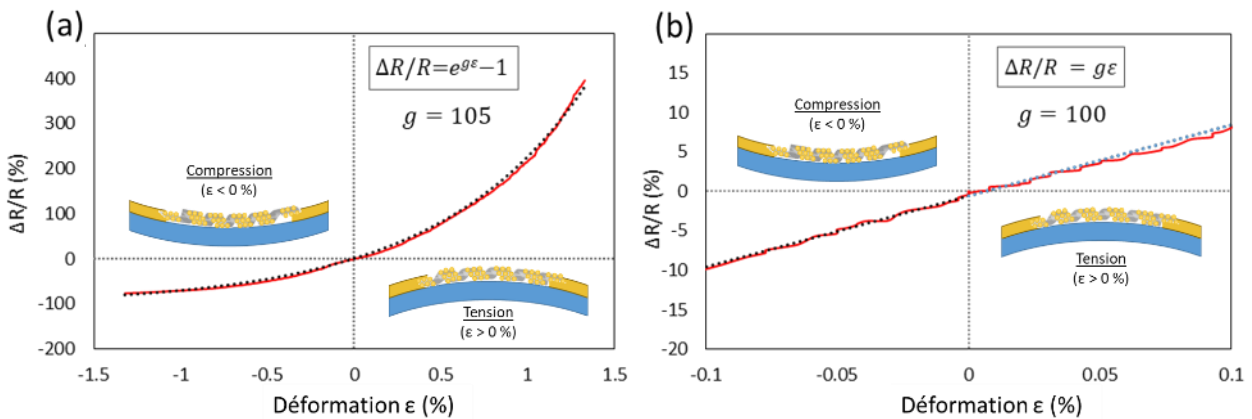 (a)
ΔR/R (%)
500
400
300
200
100
0
-100
-200
-1.5
-1
-0.5
0
0.5
1
1.5
Déformation ε (%)
ΔR/R=e^{gε}−1
g = 105
Compression
(ε < 0 %)
Tension
(ε > 0 %)
(b)
ΔR/R (%)
20
15
10
5
0
-5
-10
-15
-20
-0.1
-0.05
0
0.05
0.1
Déformation ε (%)
ΔR/R = gε
g = 100
Compression
(ε < 0 %)
Tension
(ε > 0 %)